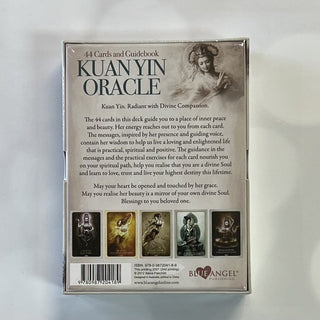 44 Cards and Guidebook
KUAN YIN
ORACLE
Kuan Yin. Radiant with Divine Compassion.
The 44 cards in this deck guide you to a place of inner peace
and beauty. Her energy reaches out to you from each card.
The messages, inspired by her presence and guiding voice,
contain her wisdom to help us live a loving and enlightened life
that is practical, spiritual and positive. The guidance in the
messages and the practical exercises for each card nourish you
on your spiritual path, help you realise that you are a divine Soul
and to learn to love, trust and live your highest destiny this lifetime.
May your heart be opened and touched by her grace.
May you realise her beauty is a mirror of your own divine Soul.
Blessings to you beloved one.
BLUE ANGEL
PUBLISHING
www.blueangelonline.com